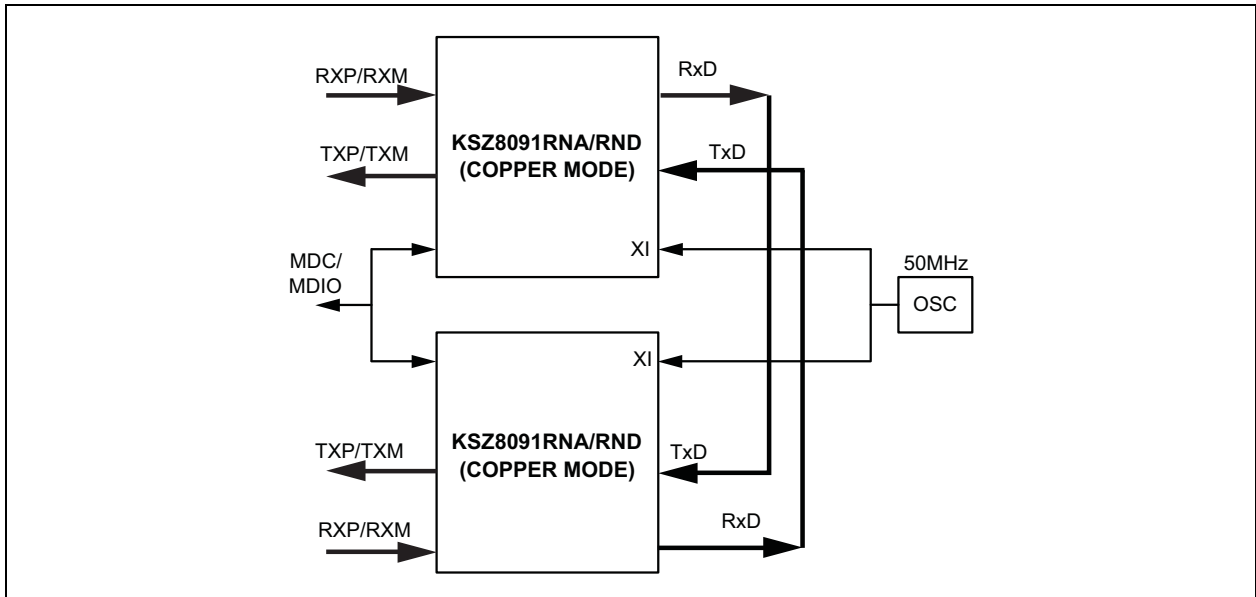 RXP/RXM
RxD
KSZ8091RNA/RND
(COPPER MODE)
TXP/TXM
TxD
XI
MDC/
MDIO
50MHz
OSC
XI
KSZ8091RNA/RND
(COPPER MODE)
TXP/TXM
TxD
RXP/RXM
RxD